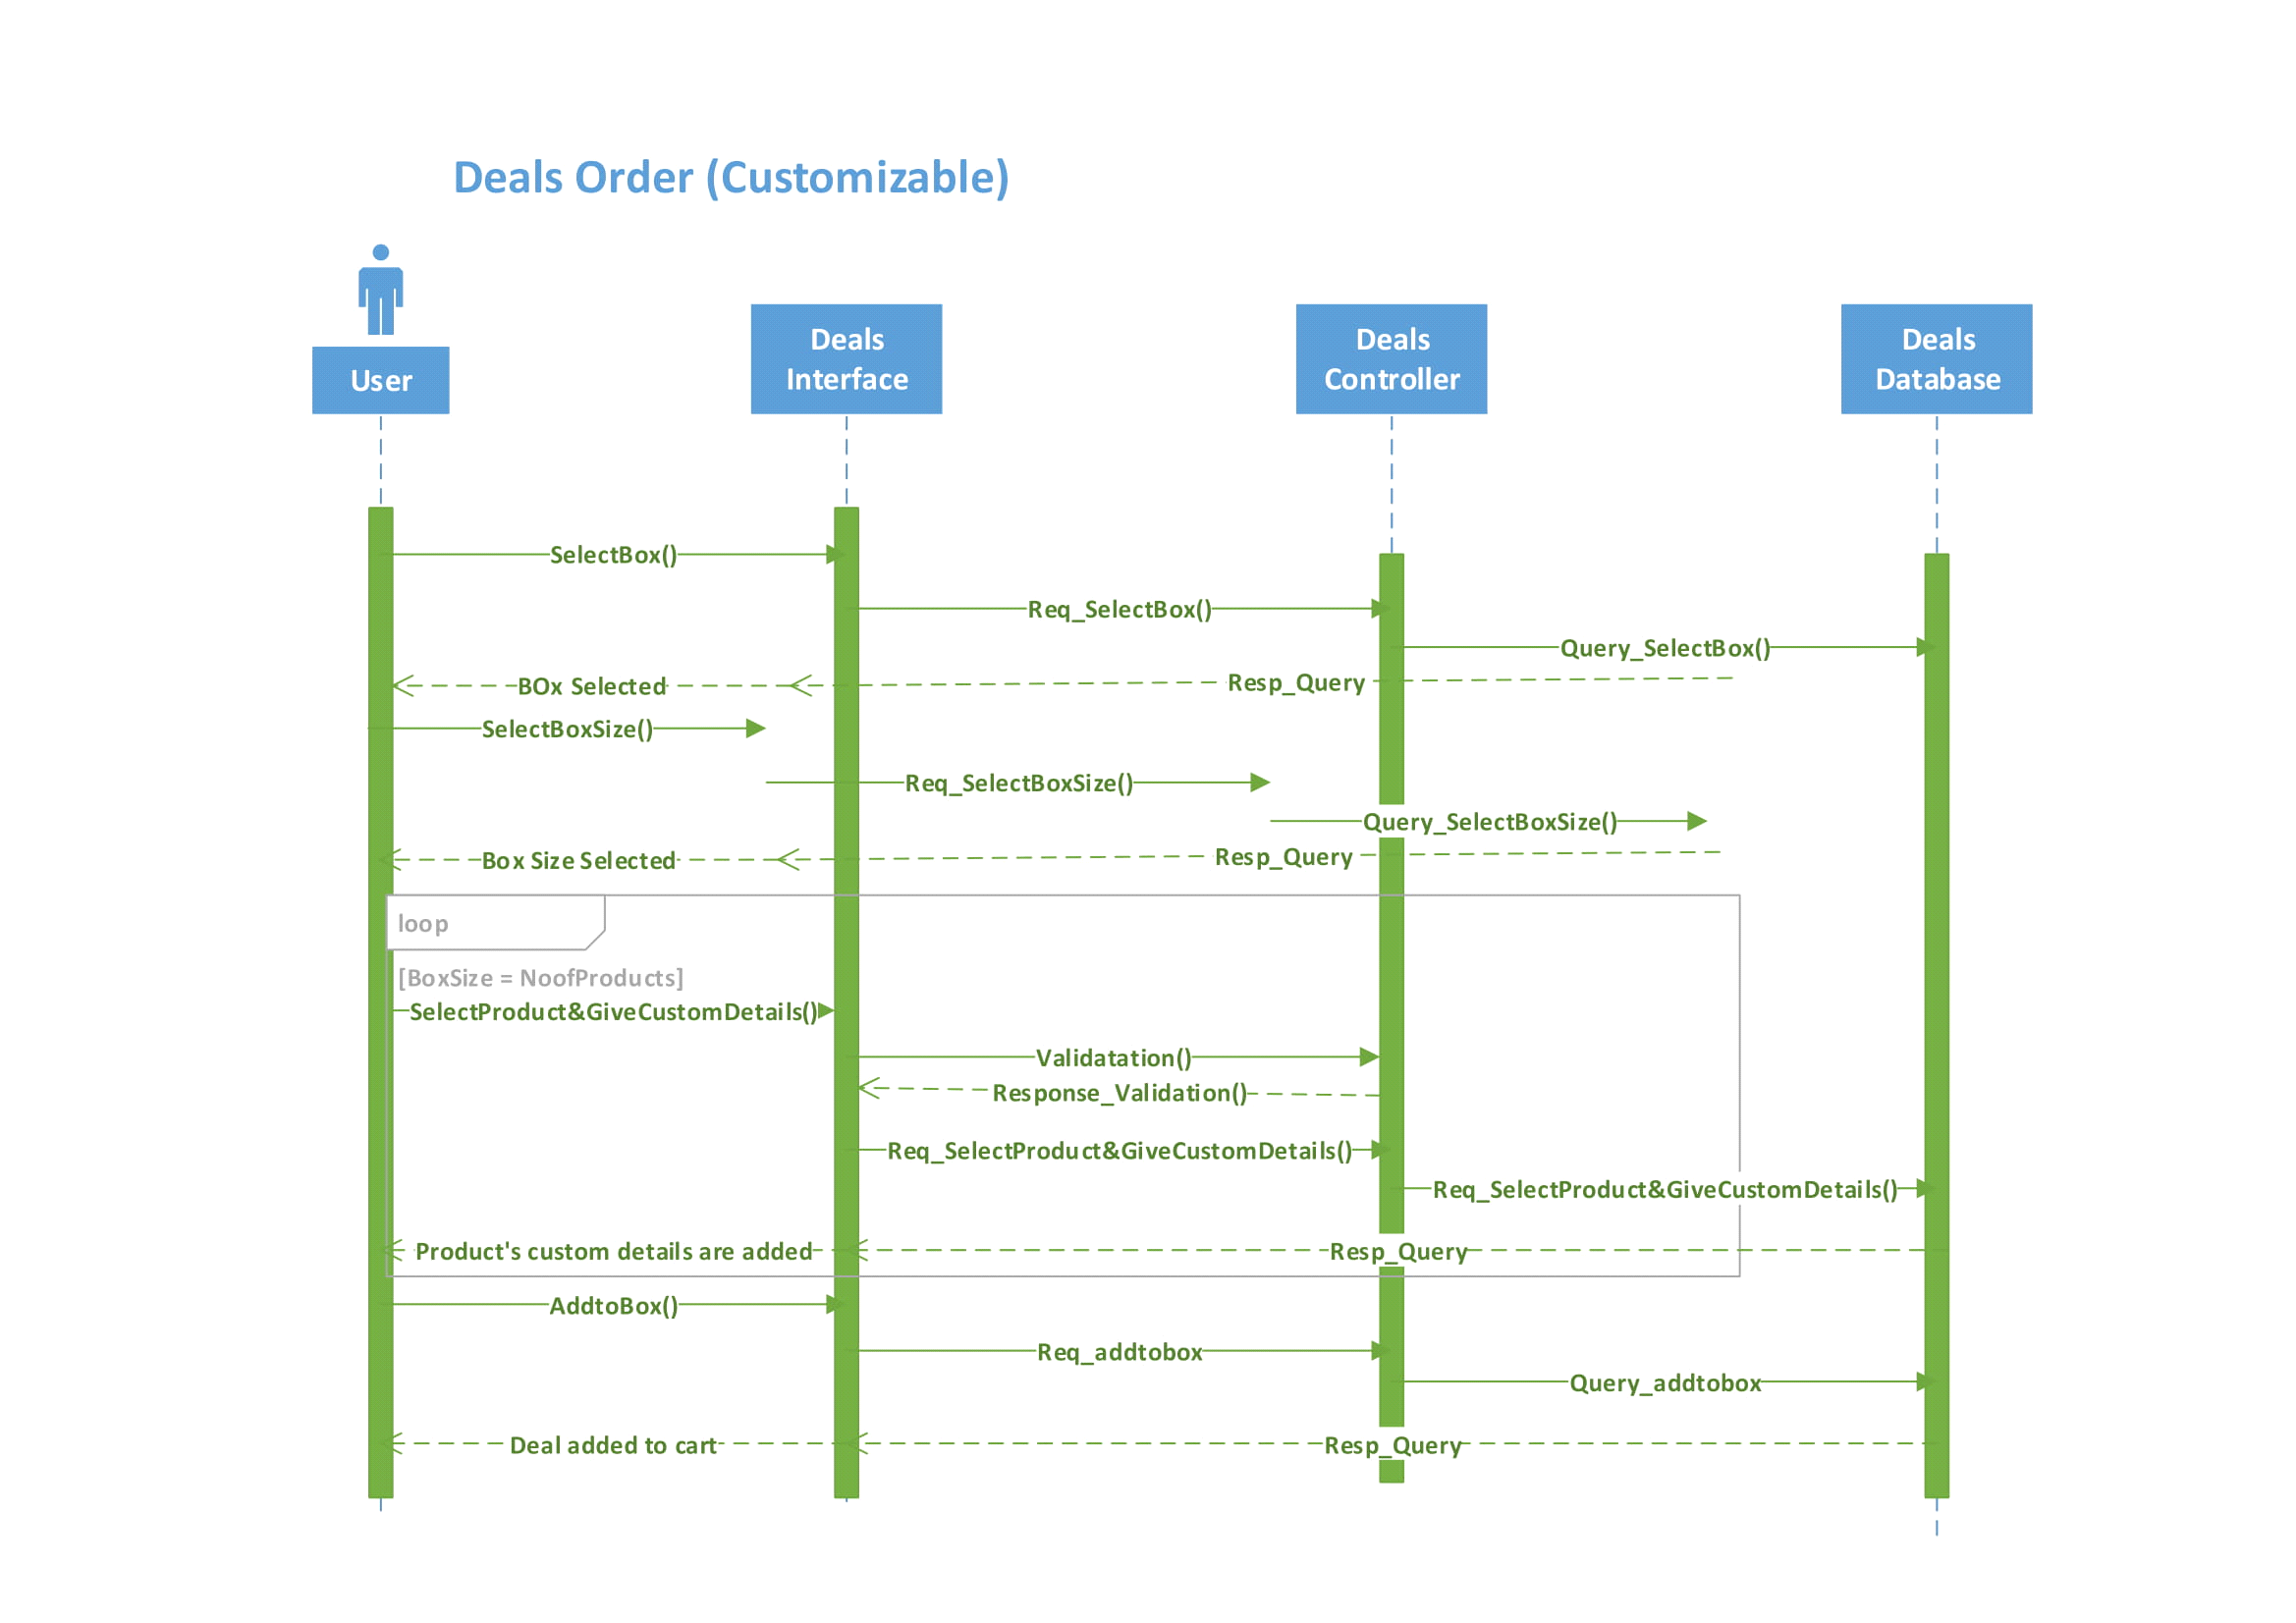 Deals Order (Customizable)
User
Deals
Interface
Deals
Controller
Deals
Database
SelectBox()
Req_SelectBox()
Query_SelectBox()
Resp_Query
BOx Selected
SelectBoxSize()
Req_SelectBoxSize()
Query_SelectBoxSize()
Resp_Query
Box Size Selected
loop
[BoxSize = NoofProducts]
SelectProduct&GiveCustomDetails()
Validatation()
Response_Validation()
Req_SelectProduct&GiveCustomDetails()
Req_SelectProduct&GiveCustomDetails()
Product's custom details are added
Resp_Query
AddtoBox()
Req_addtobox
Query_addtobox
Deal added to cart
Resp_Query